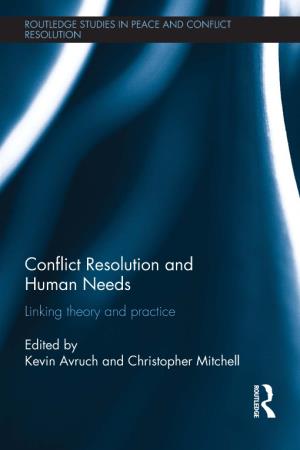 ROUTLEDGE STUDIES IN PEACE AND CONFLICT
RESOLUTION
Conflict Resolution and
Human Needs
Linking theory and practice
Edited by
Kevin Avruch and Christopher Mitchell
ROUTLEDGE